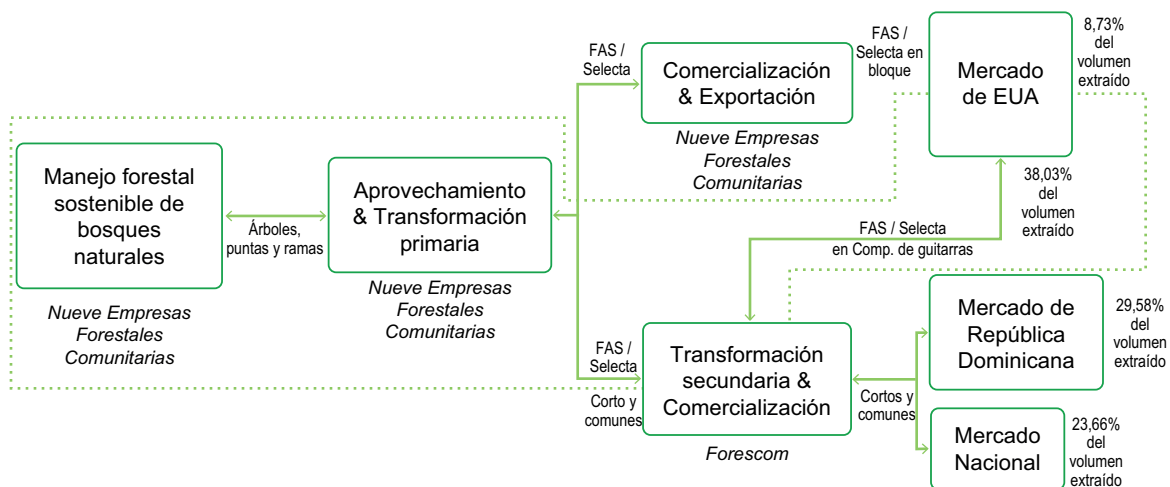 Manejo forestal
sostenible de
bosques
naturales
Nueve Empresas
Forestales
Comunitarias
Árboles,
puntas y ramas
Aprovechamiento
& Transformación
primaria
Nueve Empresas
Forestales
Comunitarias
FAS /
Selecta
Comercialización
& Exportación
Nueve Empresas
Forestales
Comunitarias
FAS /
Selecta en
bloque
Mercado
de EUA
8,73%
del
volumen
extraído
38,03%
del
volumen
extraído
FAS / Selecta
en Comp. de guitarras
FAS /
Selecta
Corto y
comunes
Transformación
secundaria &
Comercialización
Forescom
Cortos y
comunes
Mercado de
República
Dominicana
29,58%
del
volumen
extraído
Mercado
Nacional
23,66%
del
volumen
extraído